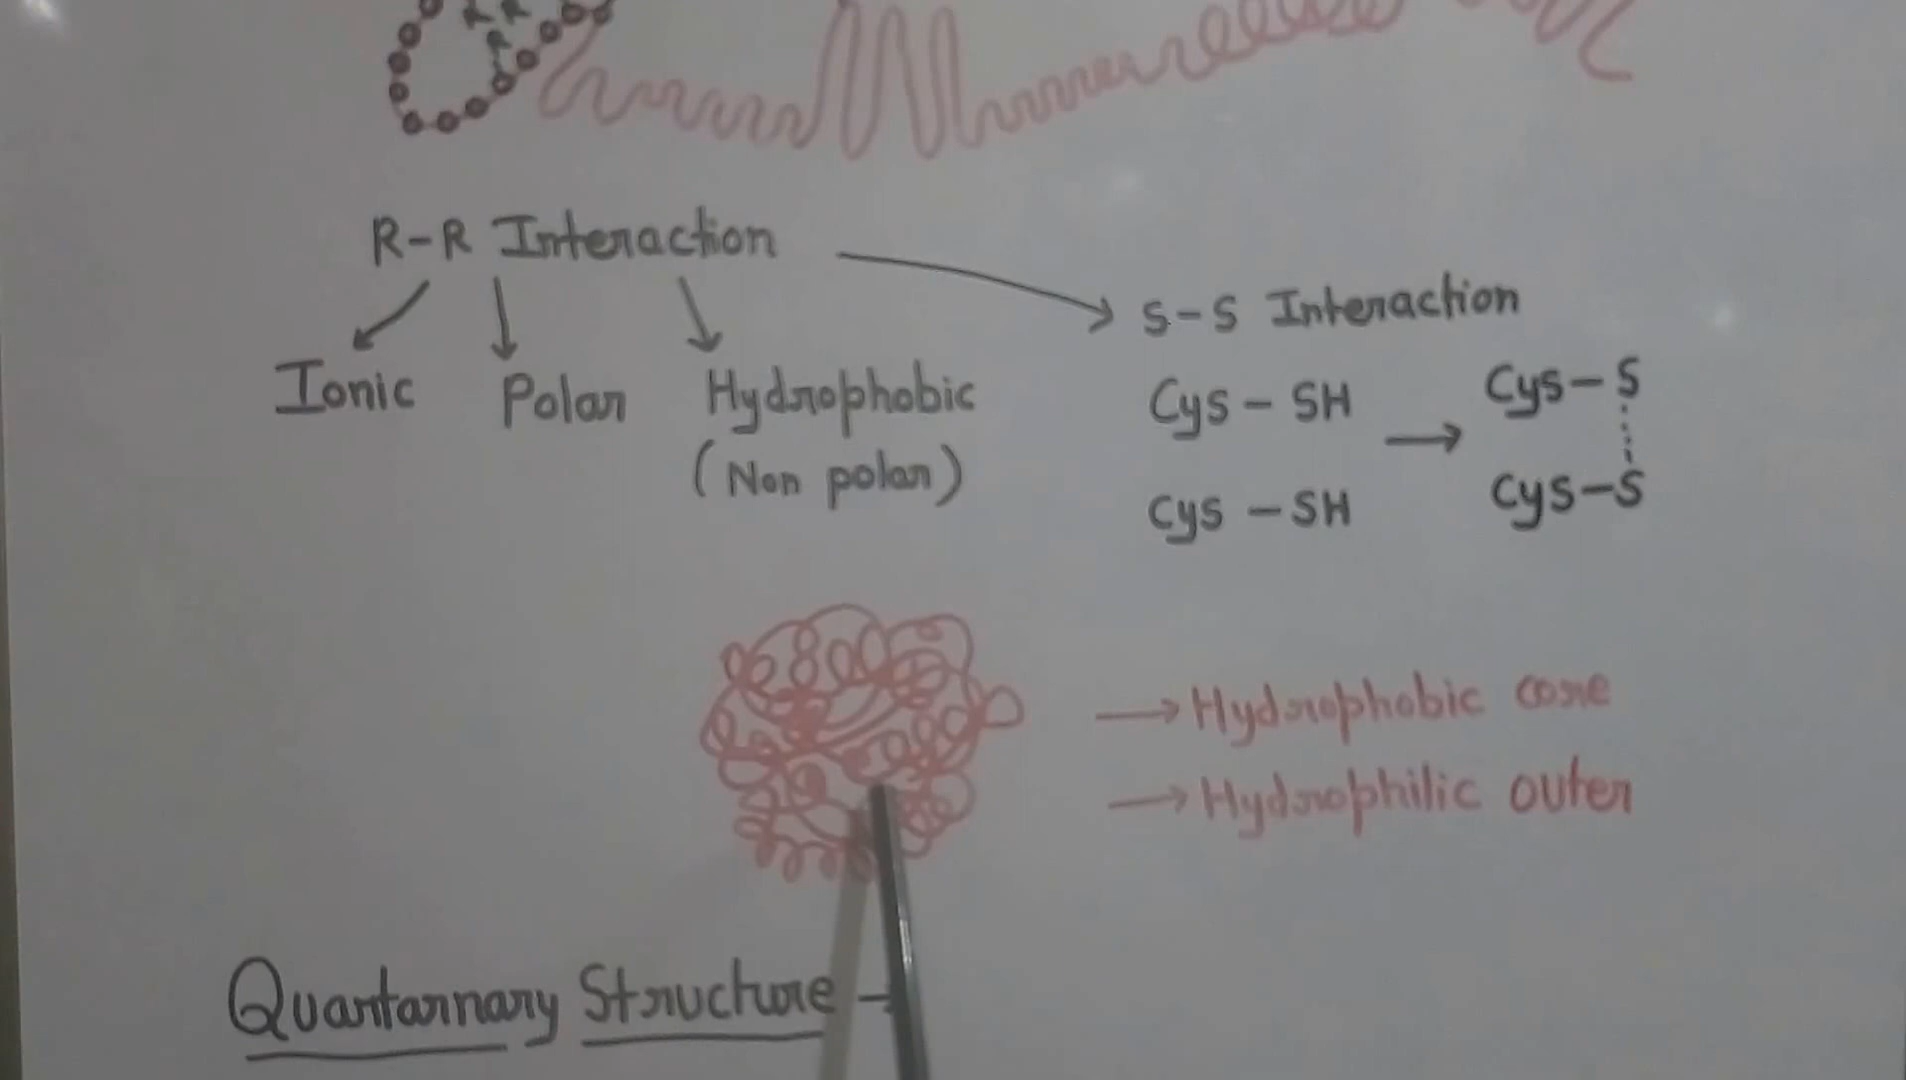 R-R Interaction
S-S Interaction
Ionic Polar Hydrophobic
(Non polar)
Cys - SH → Cys - S
Cys - SH Cys - S
→ Hydrophobic core
→ Hydrophilic outer
Quartarnary Structure -